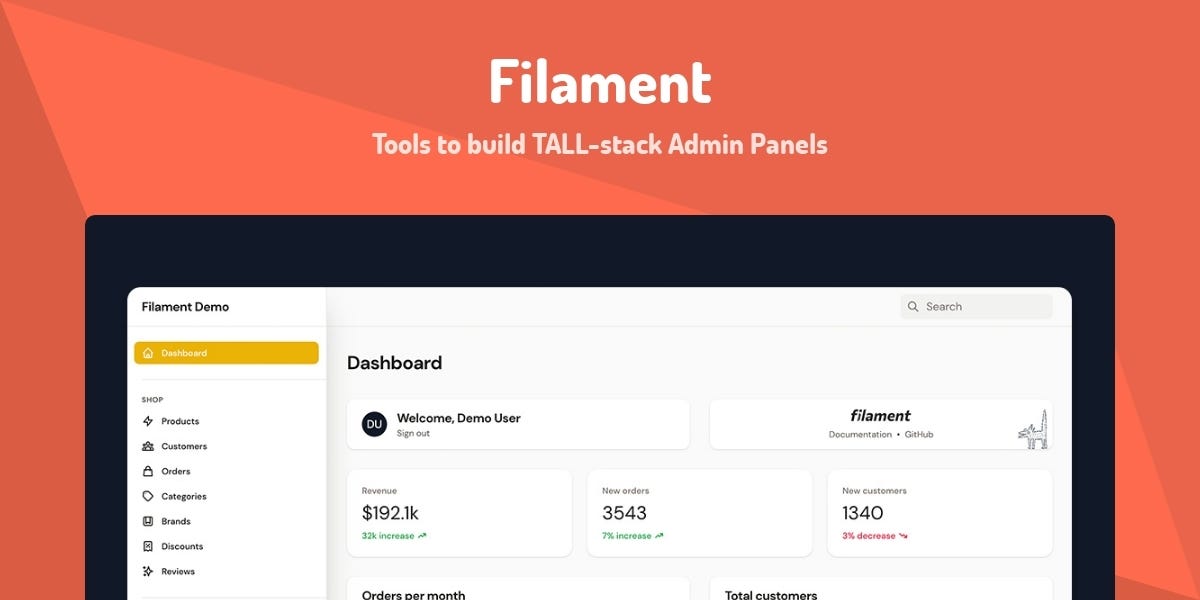 Filament
Tools to build TALL-stack Admin Panels
Filament Demo
Search
Dashboard
SHOP
Products
Customers
Orders
Categories
Brands
Discounts
Reviews
Dashboard
DU
Welcome, Demo User
Sign out
filament
Documentation • GitHub
Revenue
$192.1k
32k increase
New orders
3543
7% increase
New customers
1340
3% decrease
Orders per month
Total customers